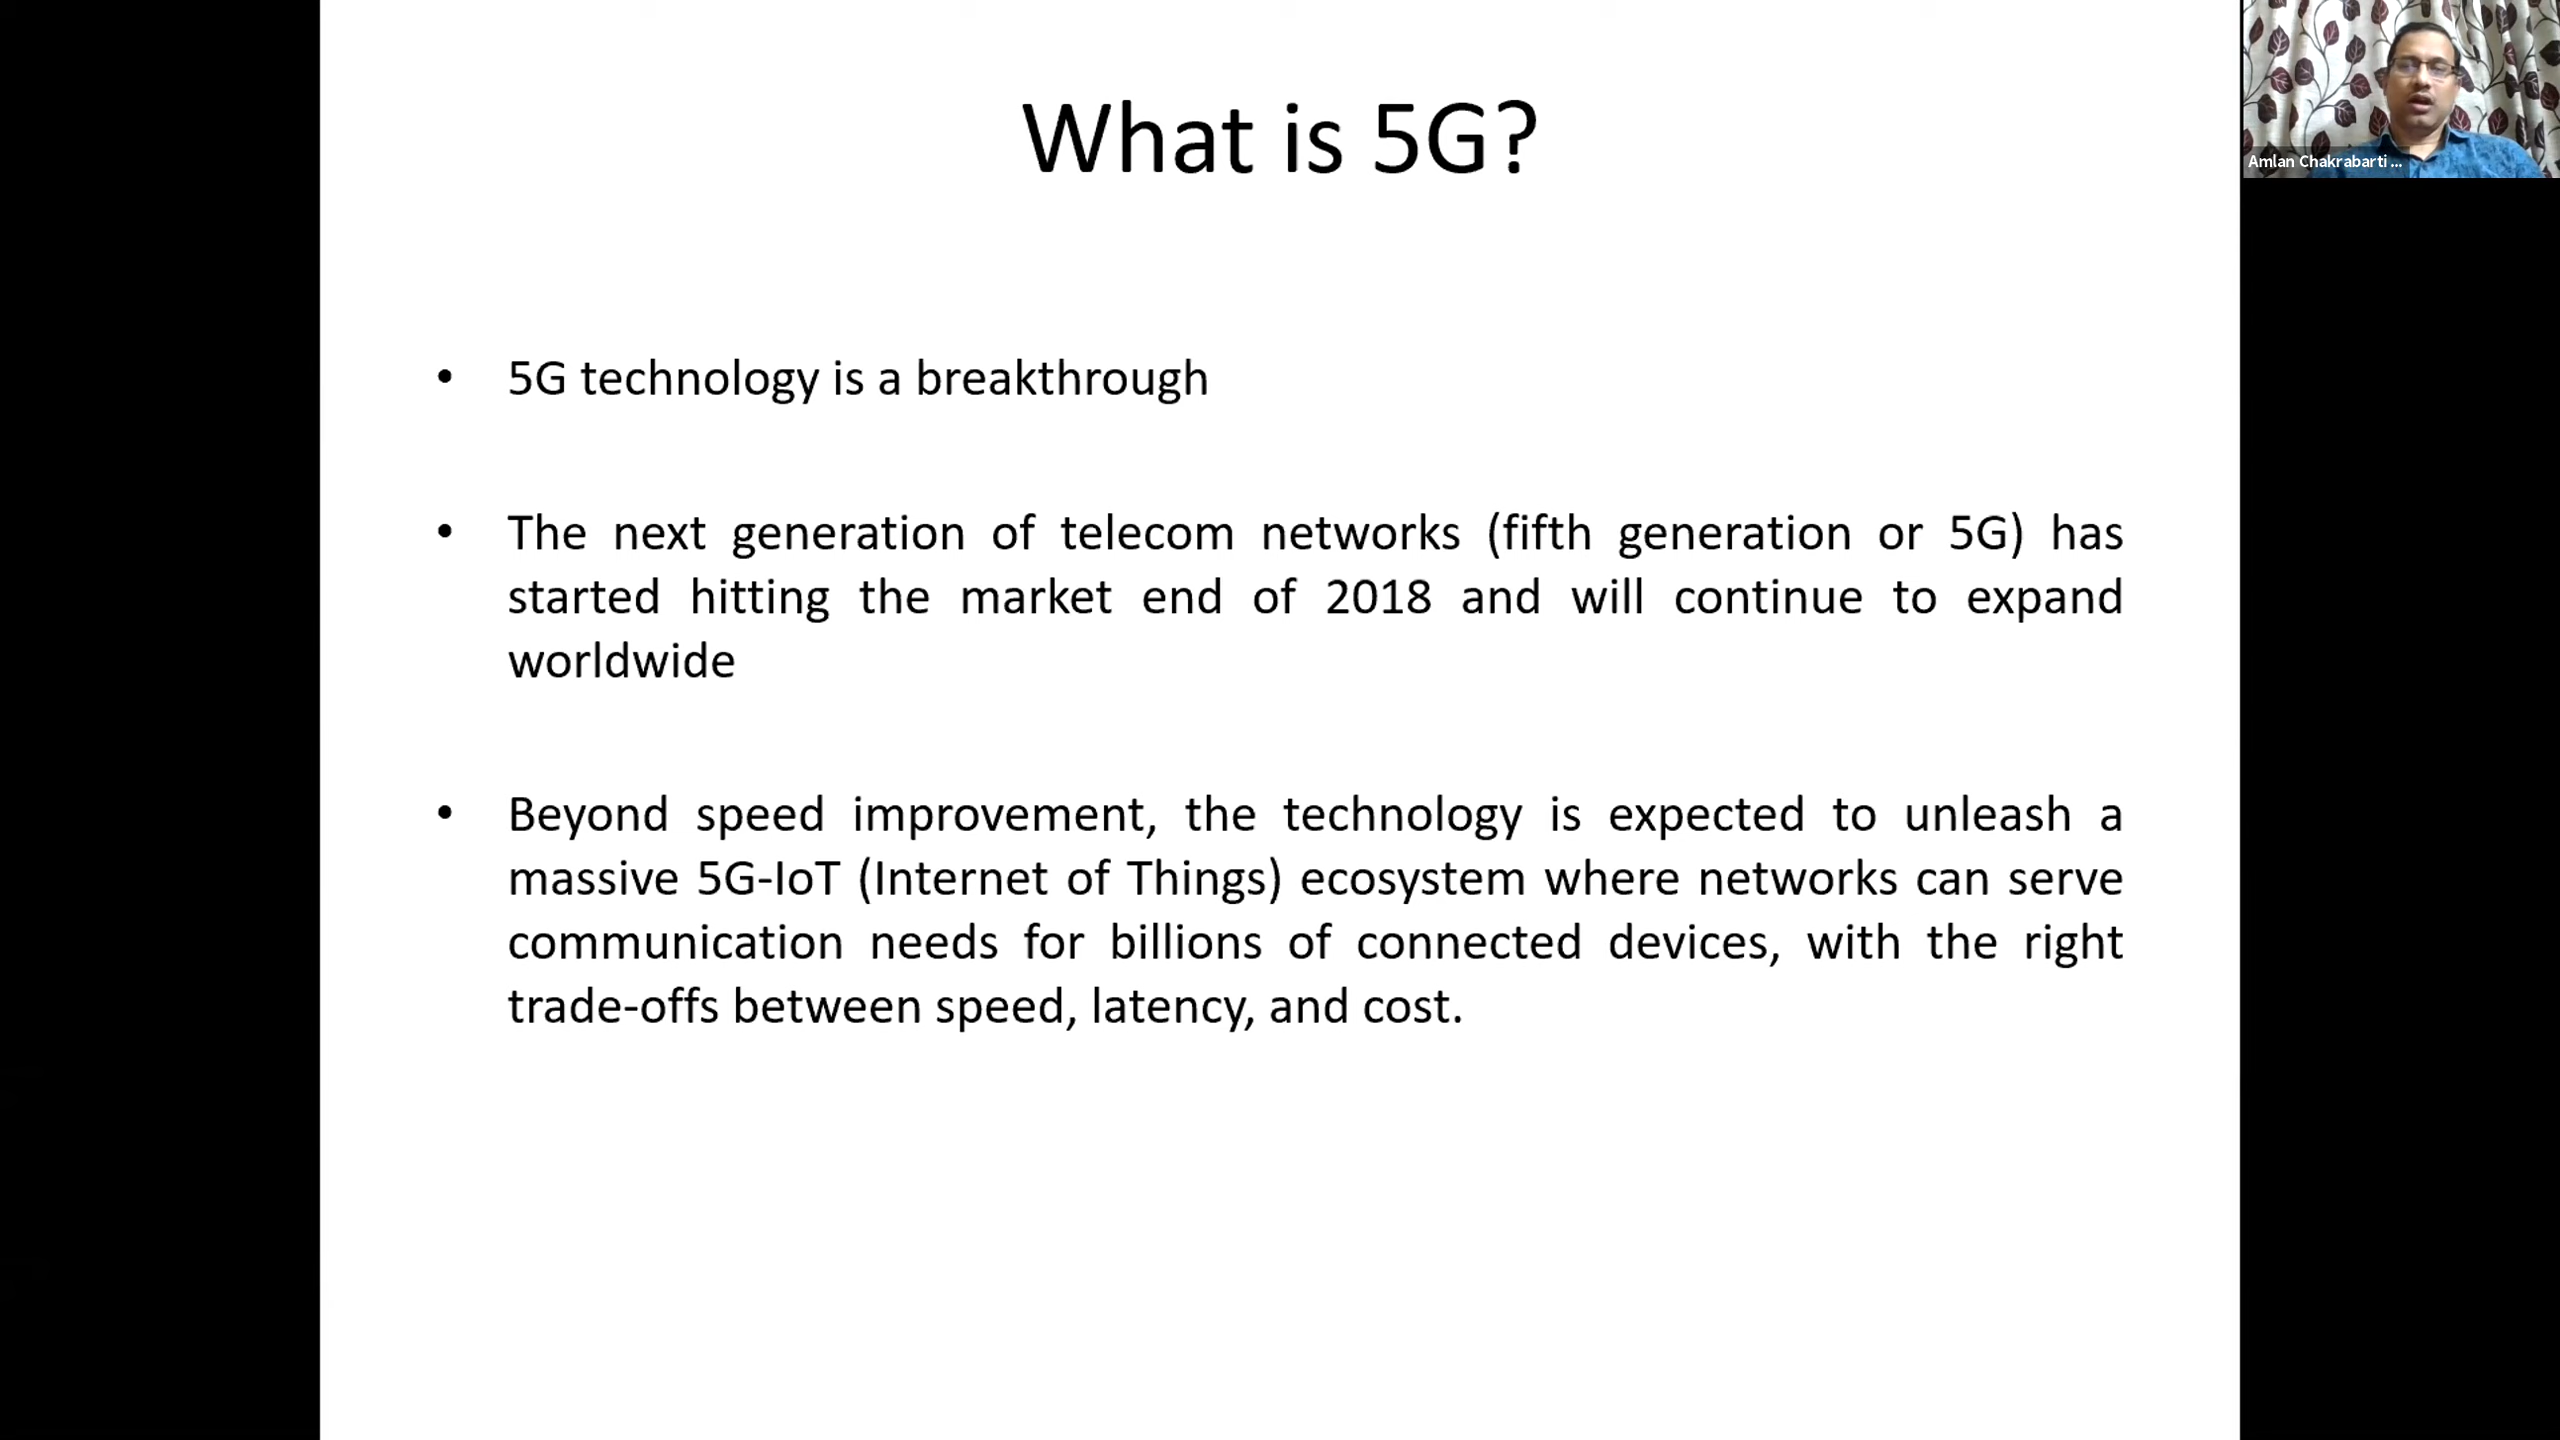 What is 5G?
Amlan Chakrabarti ...
• 5G technology is a breakthrough
• The next generation of telecom networks (fifth generation or 5G) has
started hitting the market end of 2018 and will continue to expand
worldwide
• Beyond speed improvement, the technology is expected to unleash a
massive 5G-IoT (Internet of Things) ecosystem where networks can serve
communication needs for billions of connected devices, with the right
trade-offs between speed, latency, and cost.